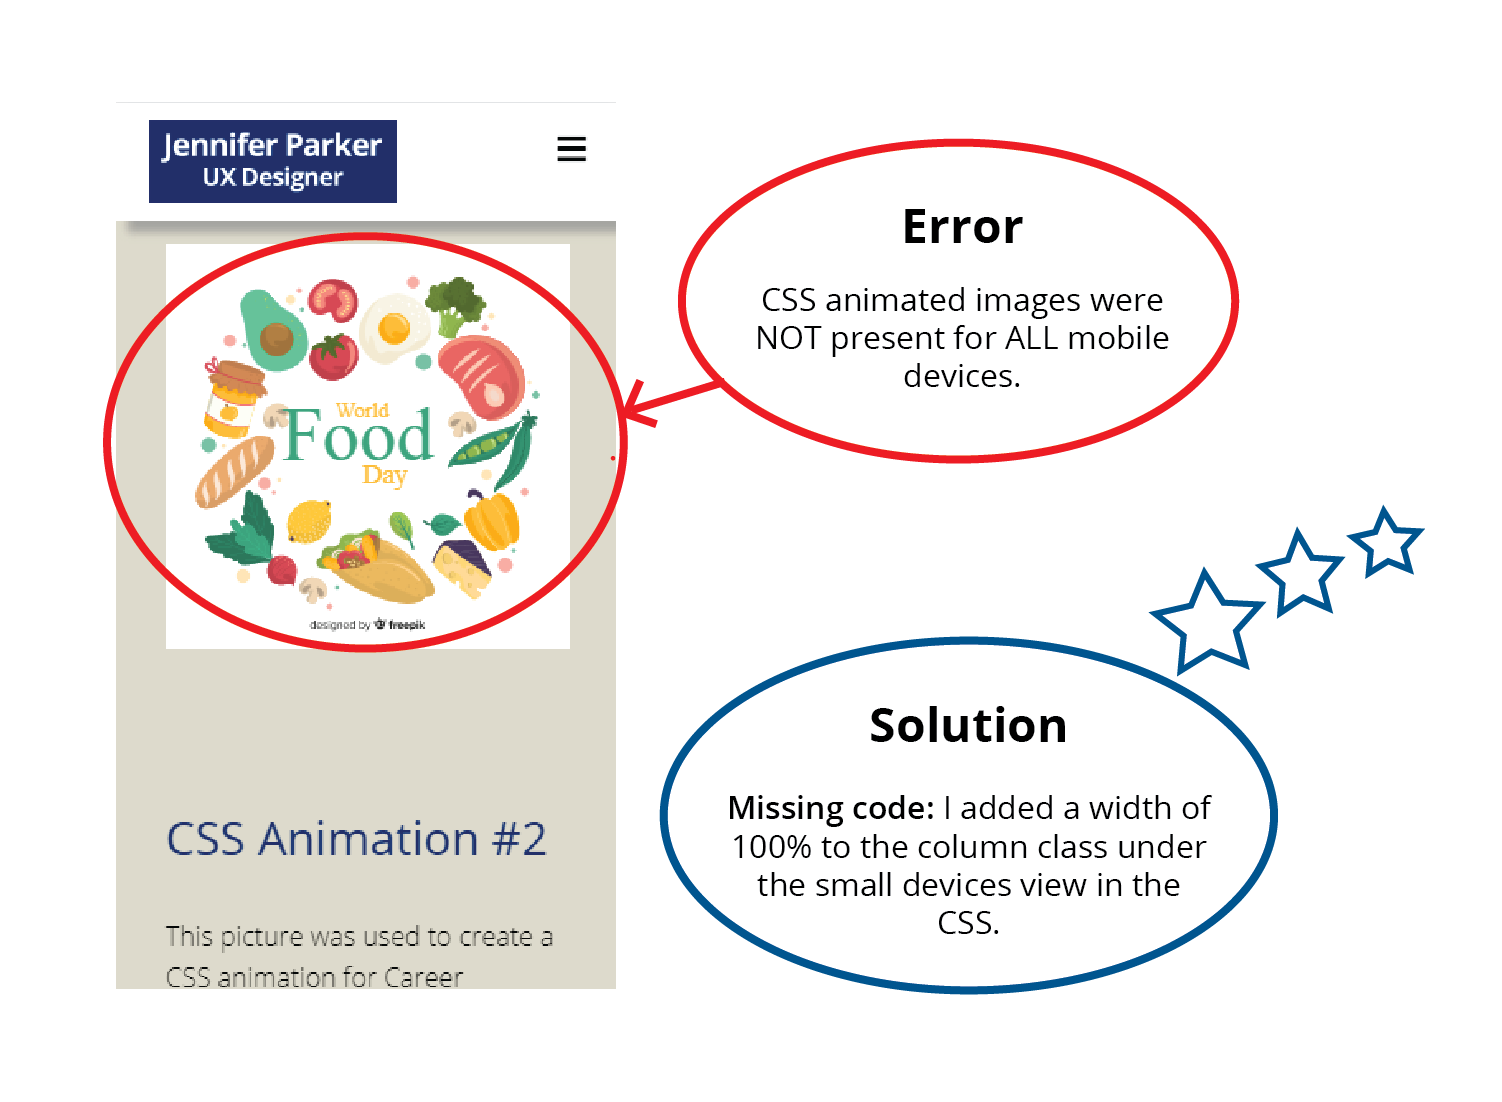 Jennifer Parker
UX Designer
World
Food
Day
designed by freepik
CSS Animation #2
This picture was used to create a
CSS animation for Career
Error
CSS animated images were
NOT present for ALL mobile
devices.
Solution
Missing code: I added a width of
100% to the column class under
the small devices view in the
CSS.